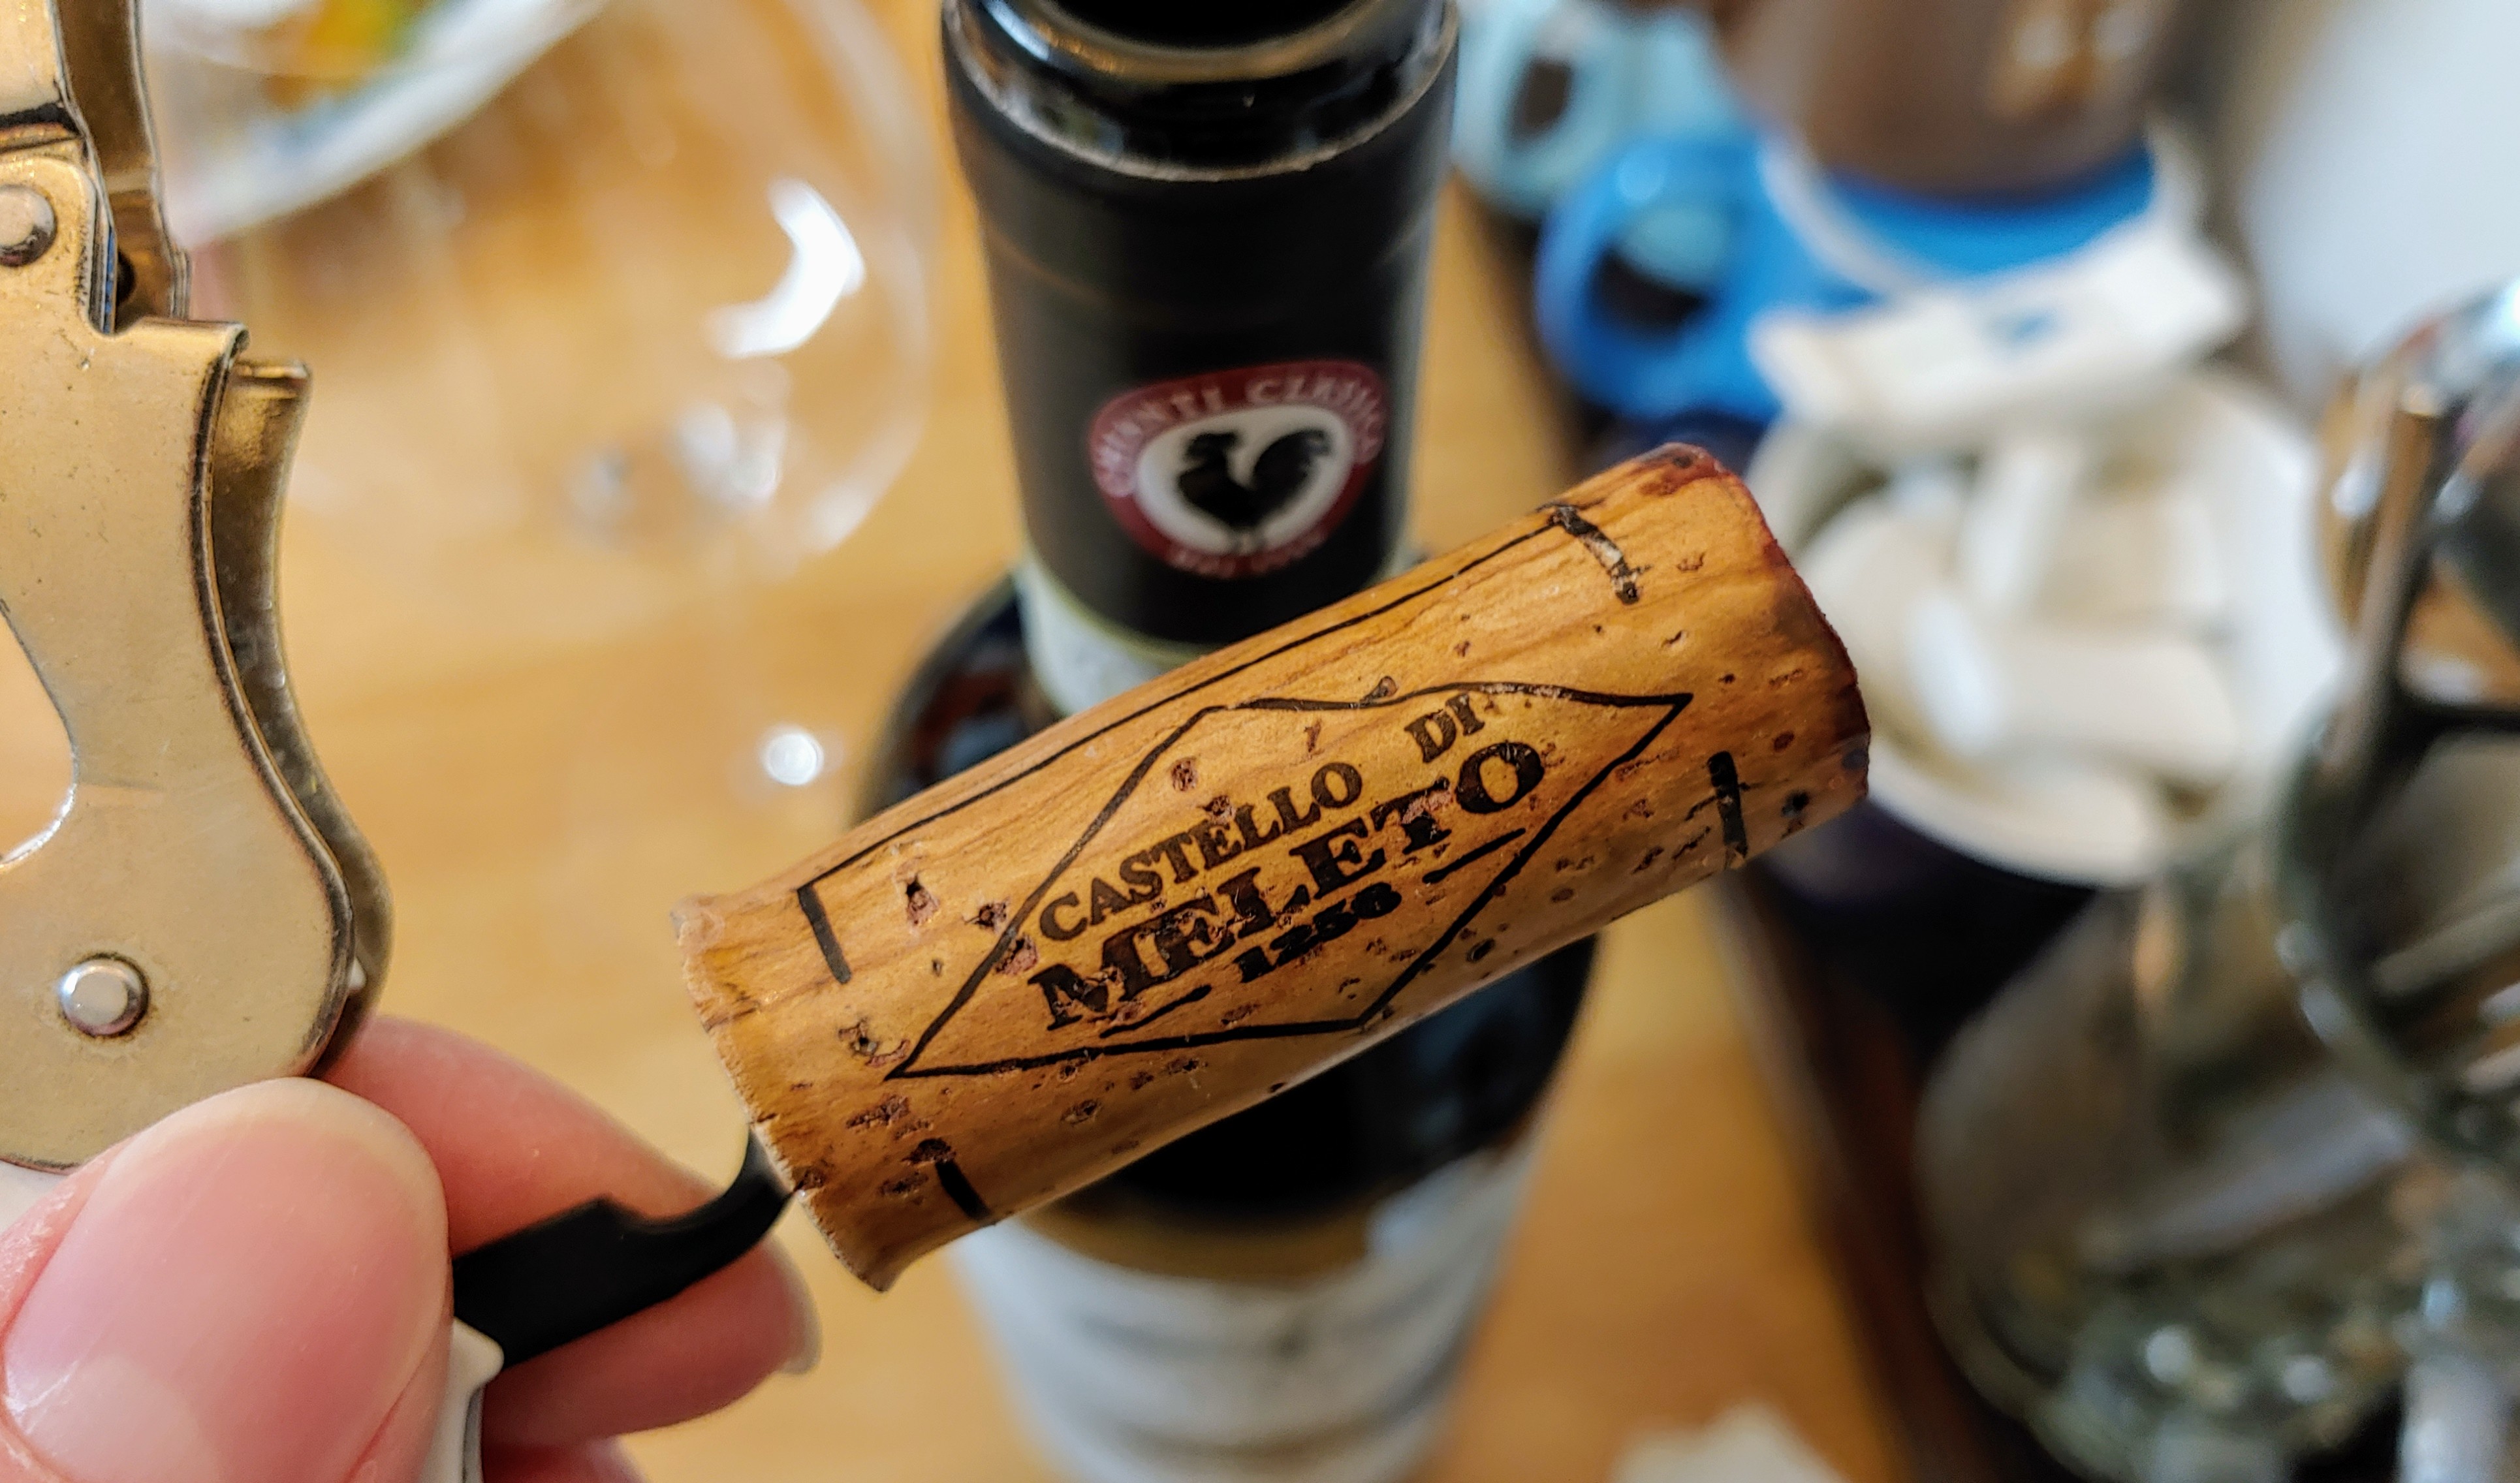 CHIANTI CLASSICO
CASTELLO DI
MELETO
1256